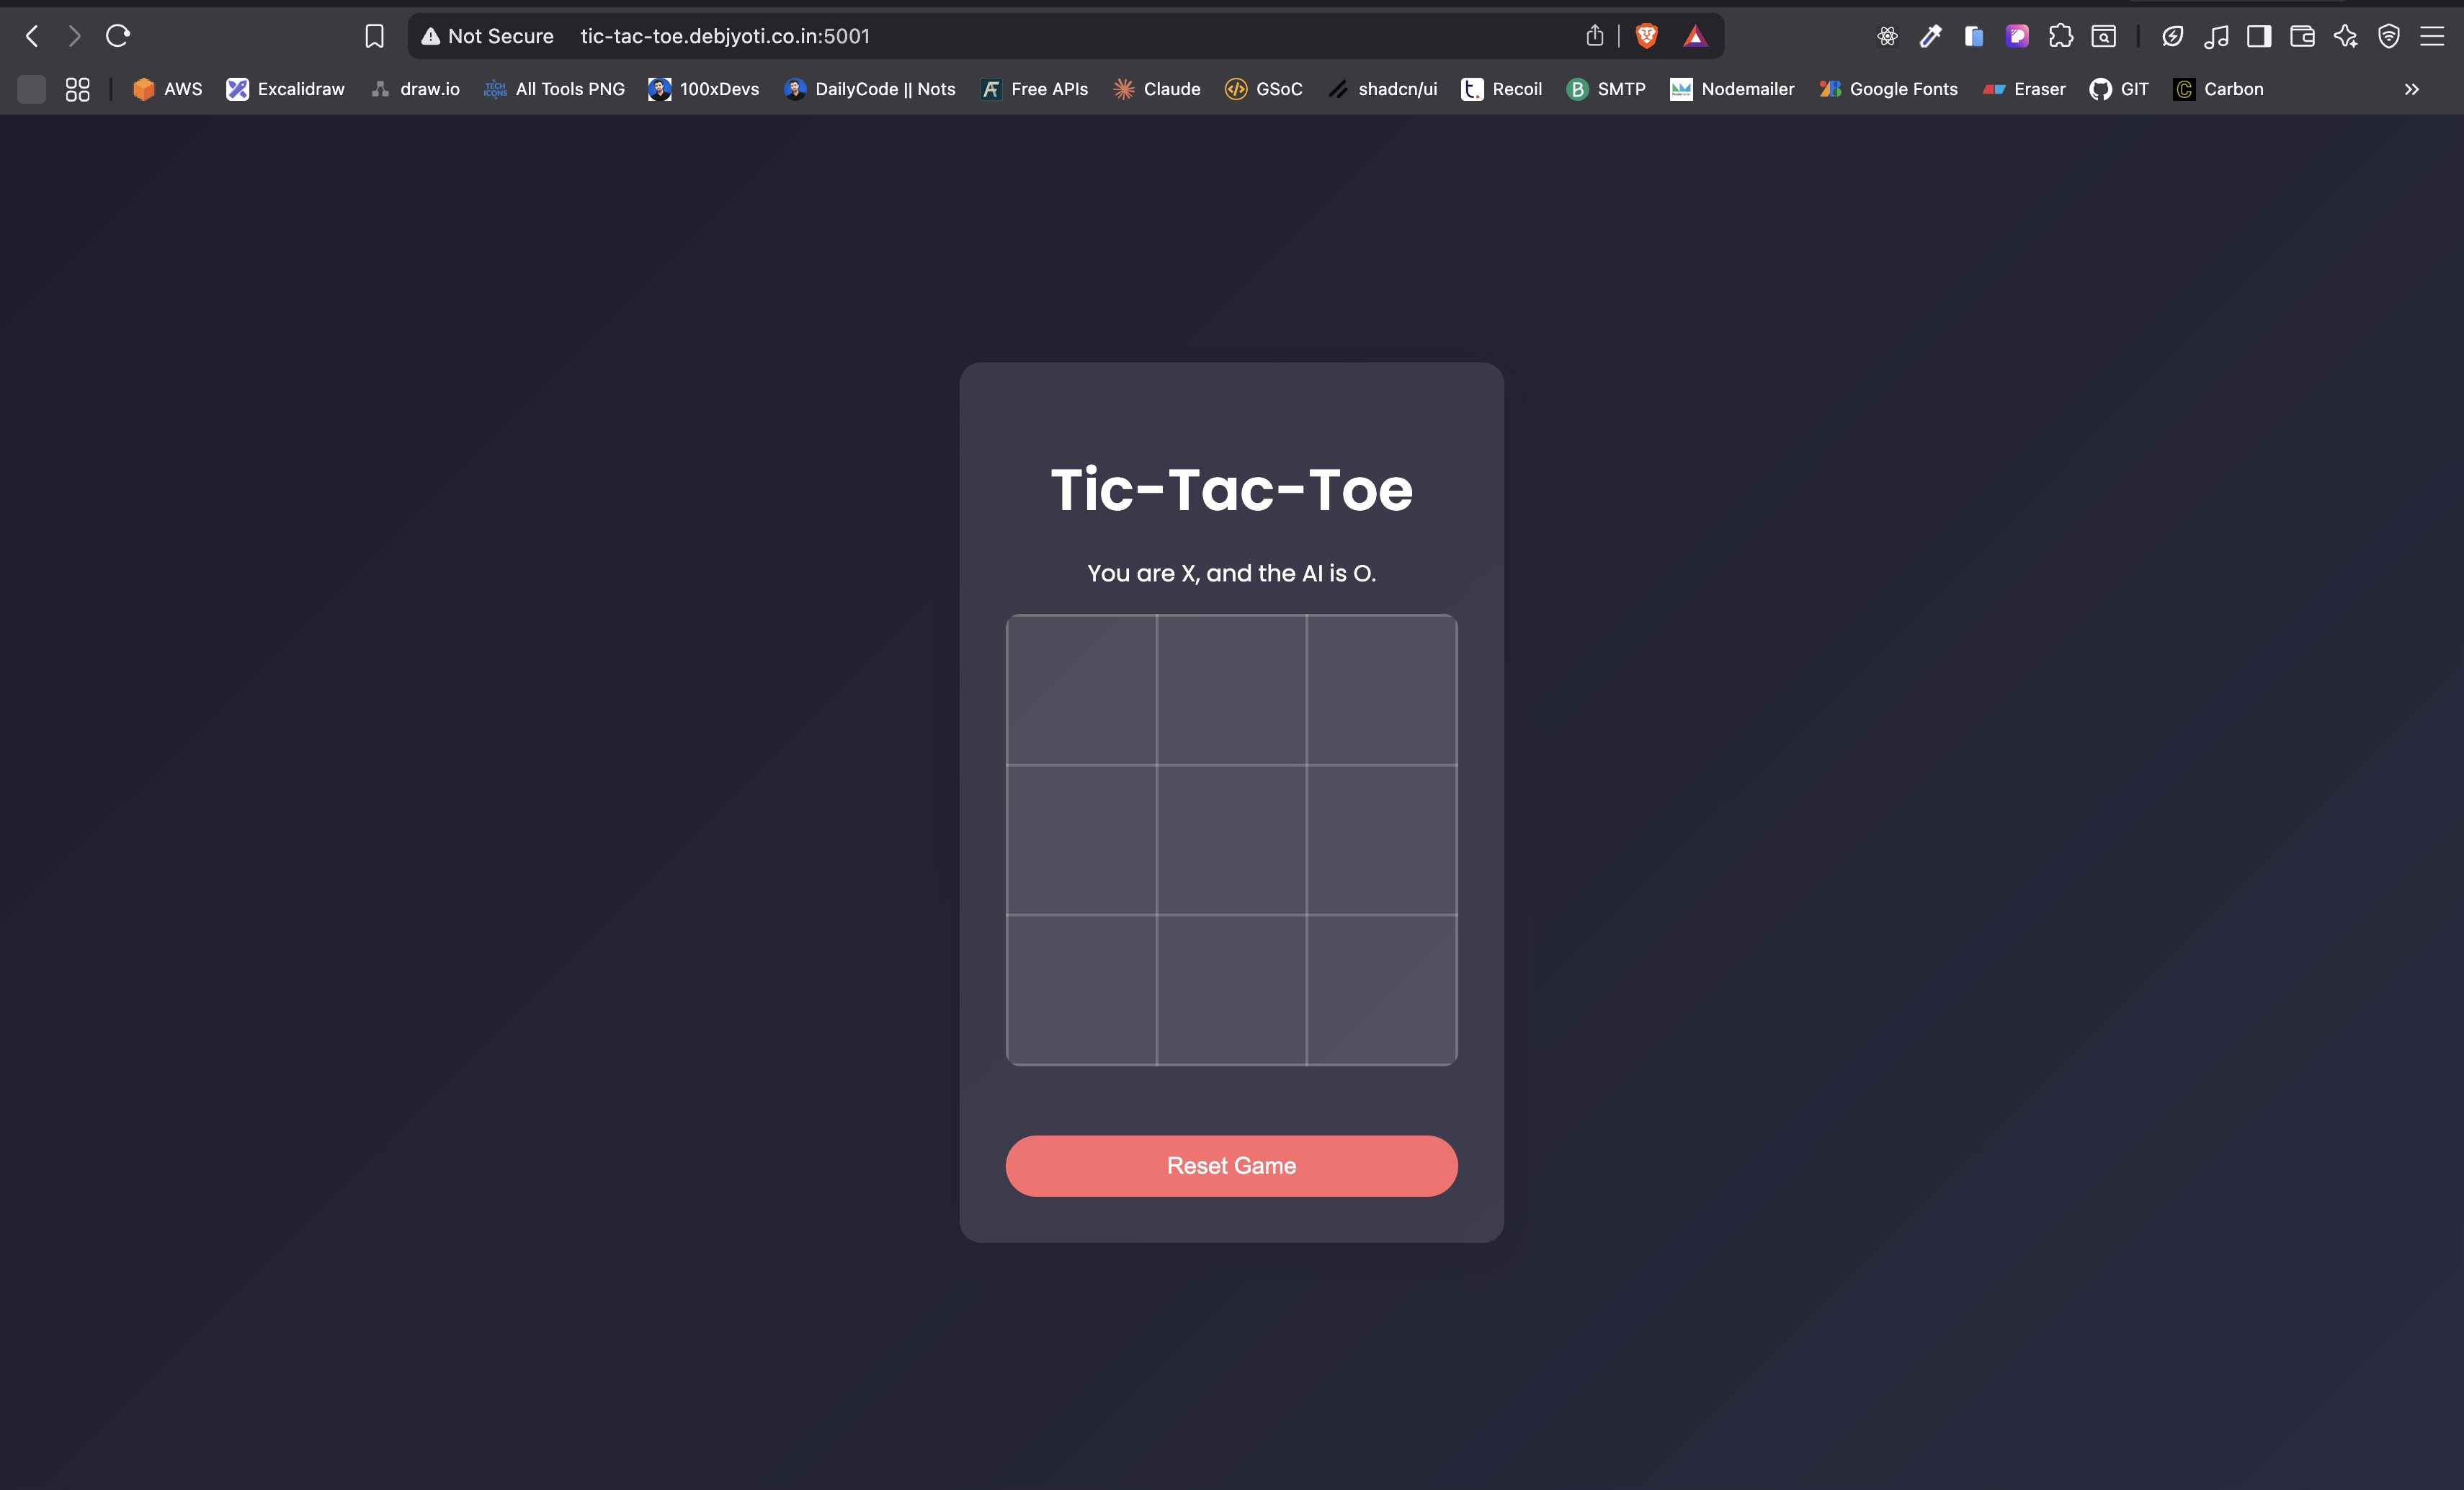 Not Secure tic-tac-toe.debjyoti.co.in:5001
AWS Excalidraw draw.io TECH ICONS All Tools PNG 100xDevs DailyCode || Nots Free APIs Claude GSoC shadcn/ui t. Recoil B SMTP Nodemailer Google Fonts Eraser GIT C Carbon
Tic-Tac-Toe
You are X, and the AI is O.
Reset Game